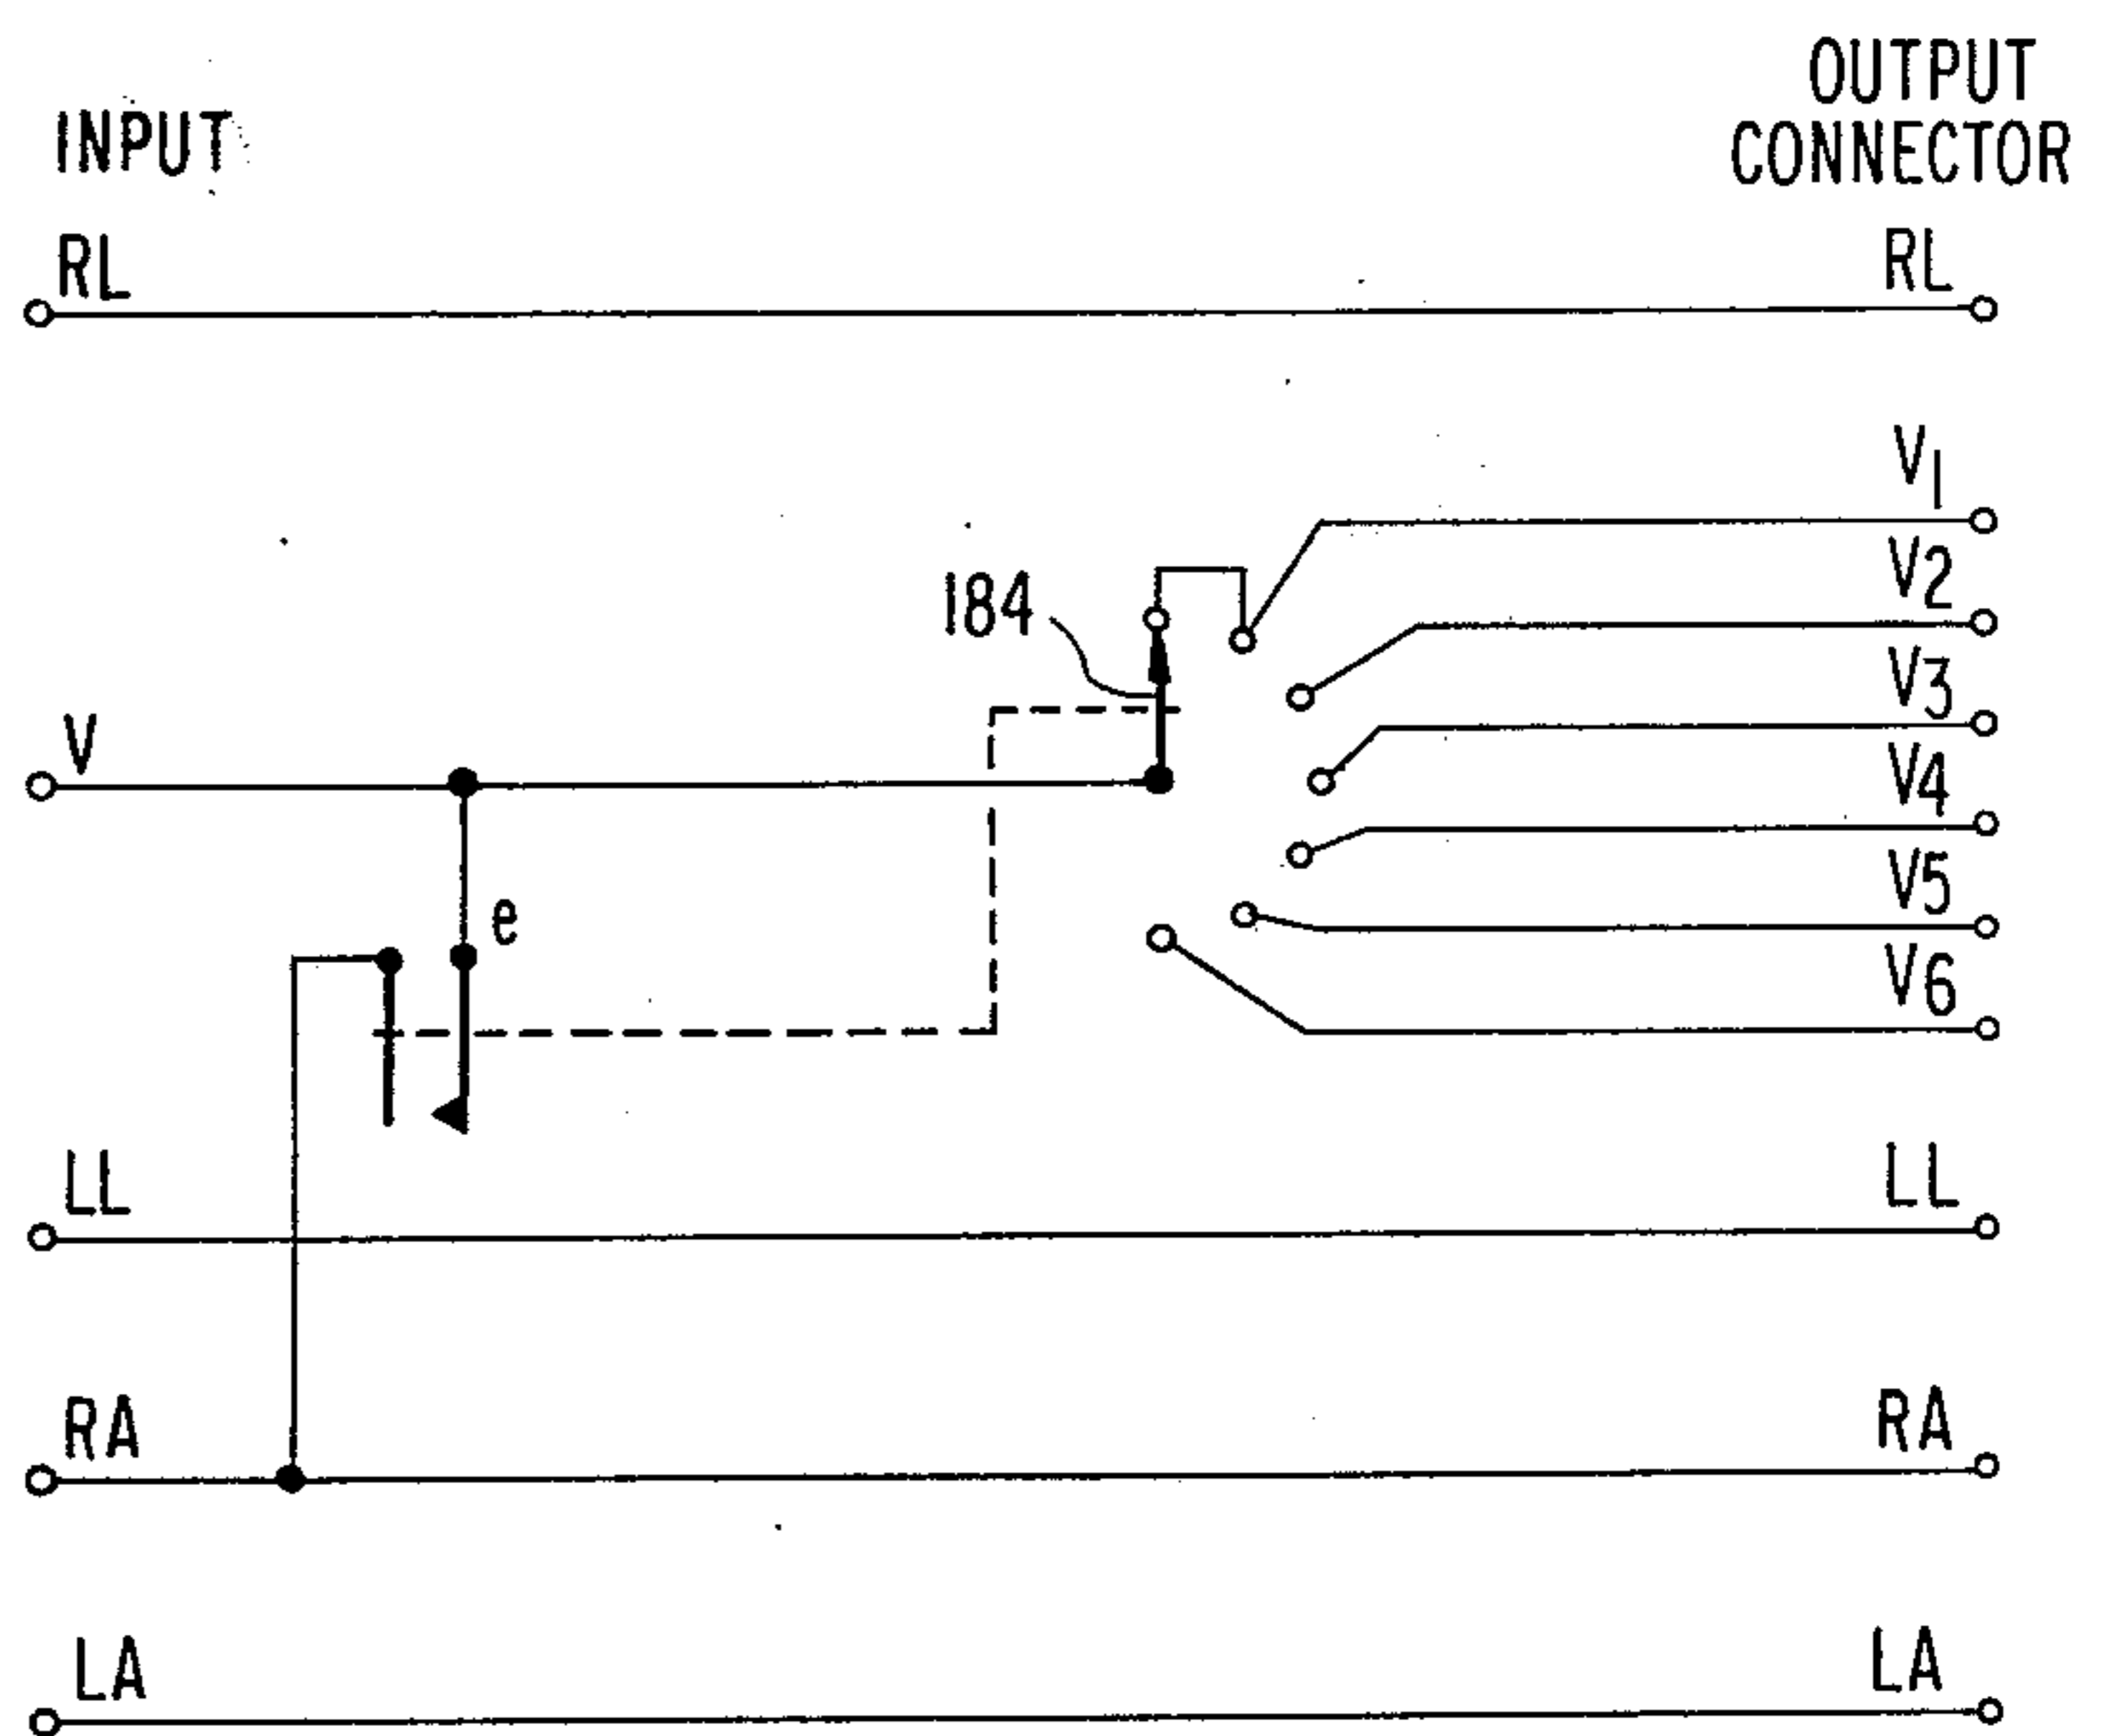 INPUT
OUTPUT
CONNECTOR
RL
RL
V1
V2
184
V3
V
V4
V5
e
V6
LL
LL
RA
RA
LA
LA